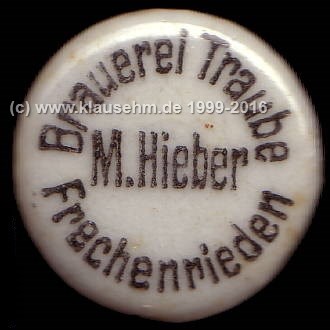 Brauerei Traube
(c) www.klausehm.de 1999-2016
M.Hieber
Frechenrieden